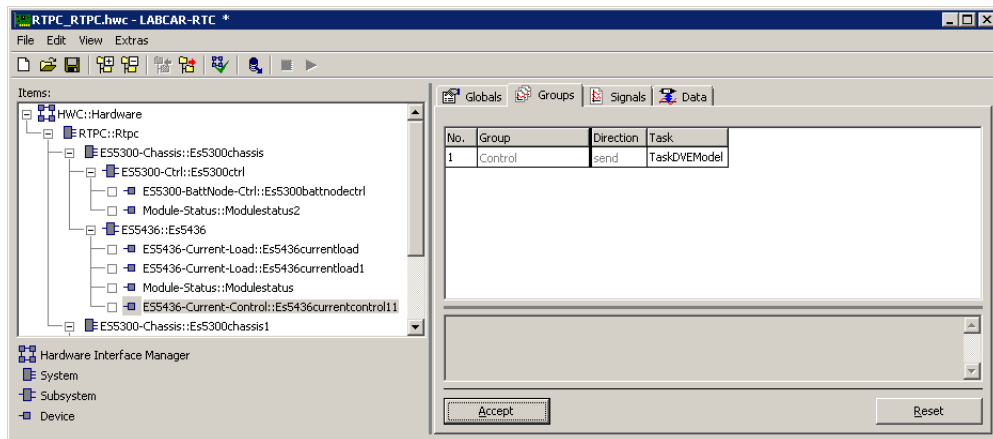 RTPC_RTPC.hwc - LABCAR-RTC *
File Edit View Extras
Items:
HWC::Hardware
RTPC::Rtpc
ES5300-Chassis::Es5300chassis
ES5300-Ctrl::Es5300ctrl
ES5300-BattNode-Ctrl::Es5300battnodectrl
Module-Status::Modulestatus2
ES5436::Es5436
ES5436-Current-Load::Es5436currentload
ES5436-Current-Load::Es5436currentload1
Module-Status::Modulestatus
ES5436-Current-Control::Es5436currentcontrol11
ES5300-Chassis::Es5300chassis1
Hardware Interface Manager
System
Subsystem
Device
Globals Groups Signals Data
No. Group Direction Task
1 Control send TaskDVEModel
Accept Reset